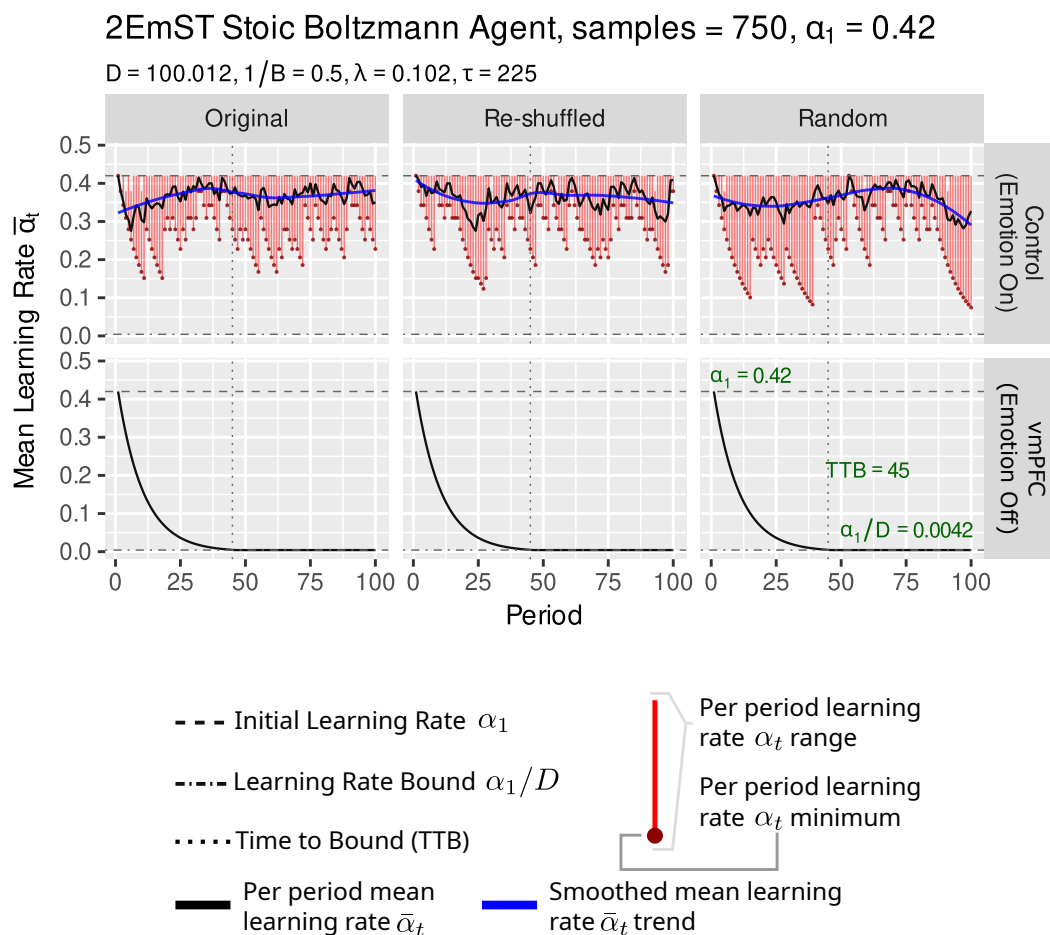 2EmST Stoic Boltzmann Agent, samples = 750, α₁ = 0.42
D = 100.012, 1/B = 0.5, λ = 0.102, τ = 225
Original
Re-shuffled
Random
Mean Learning Rate ᾱₜ
0.5
0.4
0.3
0.2
0.1
0.0
Control
(Emotion On)
0.5
0.4
0.3
0.2
0.1
0.0
α₁ = 0.42
TTB = 45
α₁/D = 0.0042
vmPFC
(Emotion Off)
0 25 50 75 100
0 25 50 75 100
0 25 50 75 100
Period
Initial Learning Rate α₁
Learning Rate Bound α₁/D
Time to Bound (TTB)
Per period learning
rate αₜ range
Per period learning
rate αₜ minimum
Per period mean
learning rate ᾱₜ
Smoothed mean learning
rate ᾱₜ trend